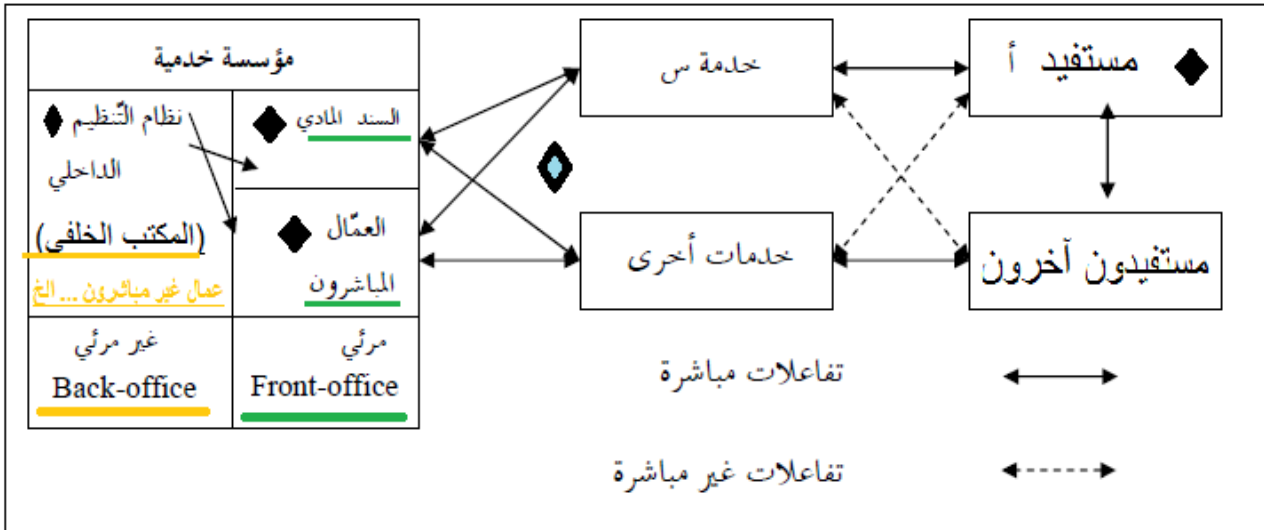 مؤسسة خدمية
السند المادي
نظام التّنظيم
الداخلي
(المكتب الخلفي)
عمال غير مباشرون ... الخ
العمّال
المباشرون
مرئي
Front-office
غير مرئي
Back-office
خدمة س
خدمات أخرى
مستفيد أ
مستفيدون آخرون
تفاعلات مباشرة
تفاعلات غير مباشرة